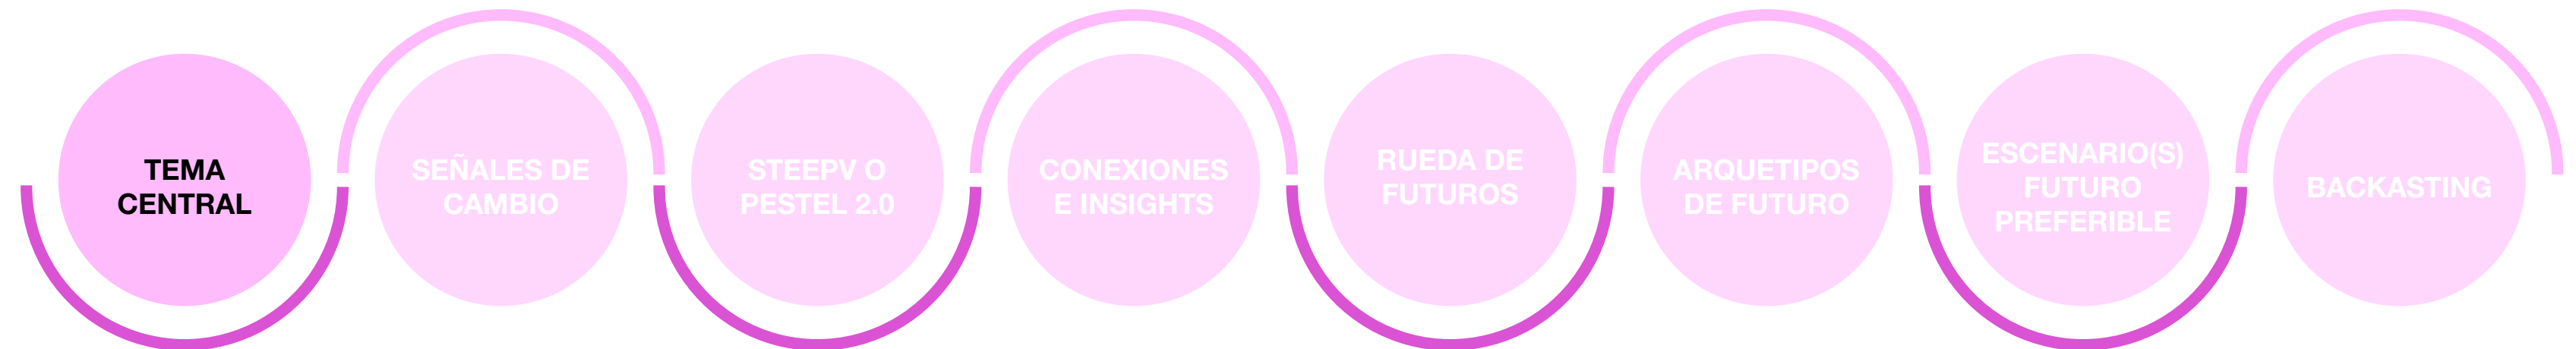 TEMA
CENTRAL
SEÑALES DE
CAMBIO
STEEPV O
PESTEL 2.0
CONEXIONES
E INSIGHTS
RUEDA DE
FUTUROS
ARQUETIPOS
DE FUTURO
ESCENARIO(S)
FUTURO
PREFERIBLE
BACKASTING